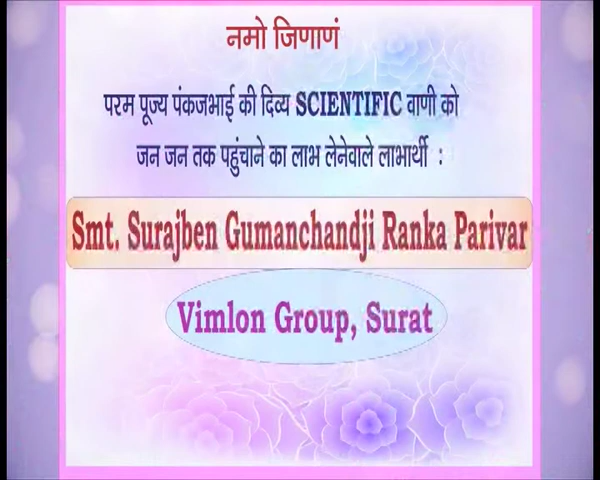 नमो जिणाणं
परम पूज्य पंकजभाई की दिव्य SCIENTIFIC वाणी को
जन जन तक पहुंचाने का लाभ लेनेवाले लाभार्थी :
Smt. Surajben Gumanchandji Ranka Parivar
Vimlon Group, Surat